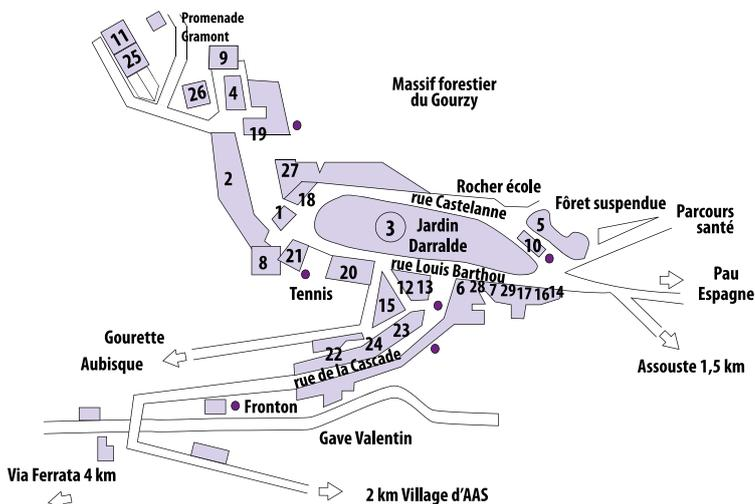 Promenade
Gramont
11
25
9
26
4
19
Massif forestier
du Gourzy
2
27
18
1
rue Castelanne
Rocher école
Fôret suspendue
Parcours
santé
3
Jardin
Darralde
5
10
8
21
20
Tennis
rue Louis Barthou
12
13
6
28
7
29
17
16
14
Pau
Espagne
15
23
24
22
rue de la Cascade
Gourette
Aubisque
Assouste 1,5 km
Fronton
Gave Valentin
Via Ferrata 4 km
2 km Village d'AAS